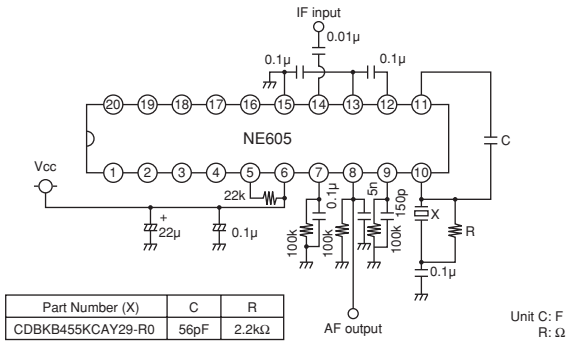 IF input
0.01µ
0.1µ 0.1µ
20 19 18 17 16 15 14 13 12 11
NE605
C
Vcc
1 2 3 4 5 6 7 8 9 10
22k
+
22µ
0.1µ
100k
0.1µ
100k
5n
100k
150p
X
R
0.1µ
AF output
Part Number (X) C R
CDBKB455KCAY29-R0 56pF 2.2kΩ
Unit C: F
R: Ω